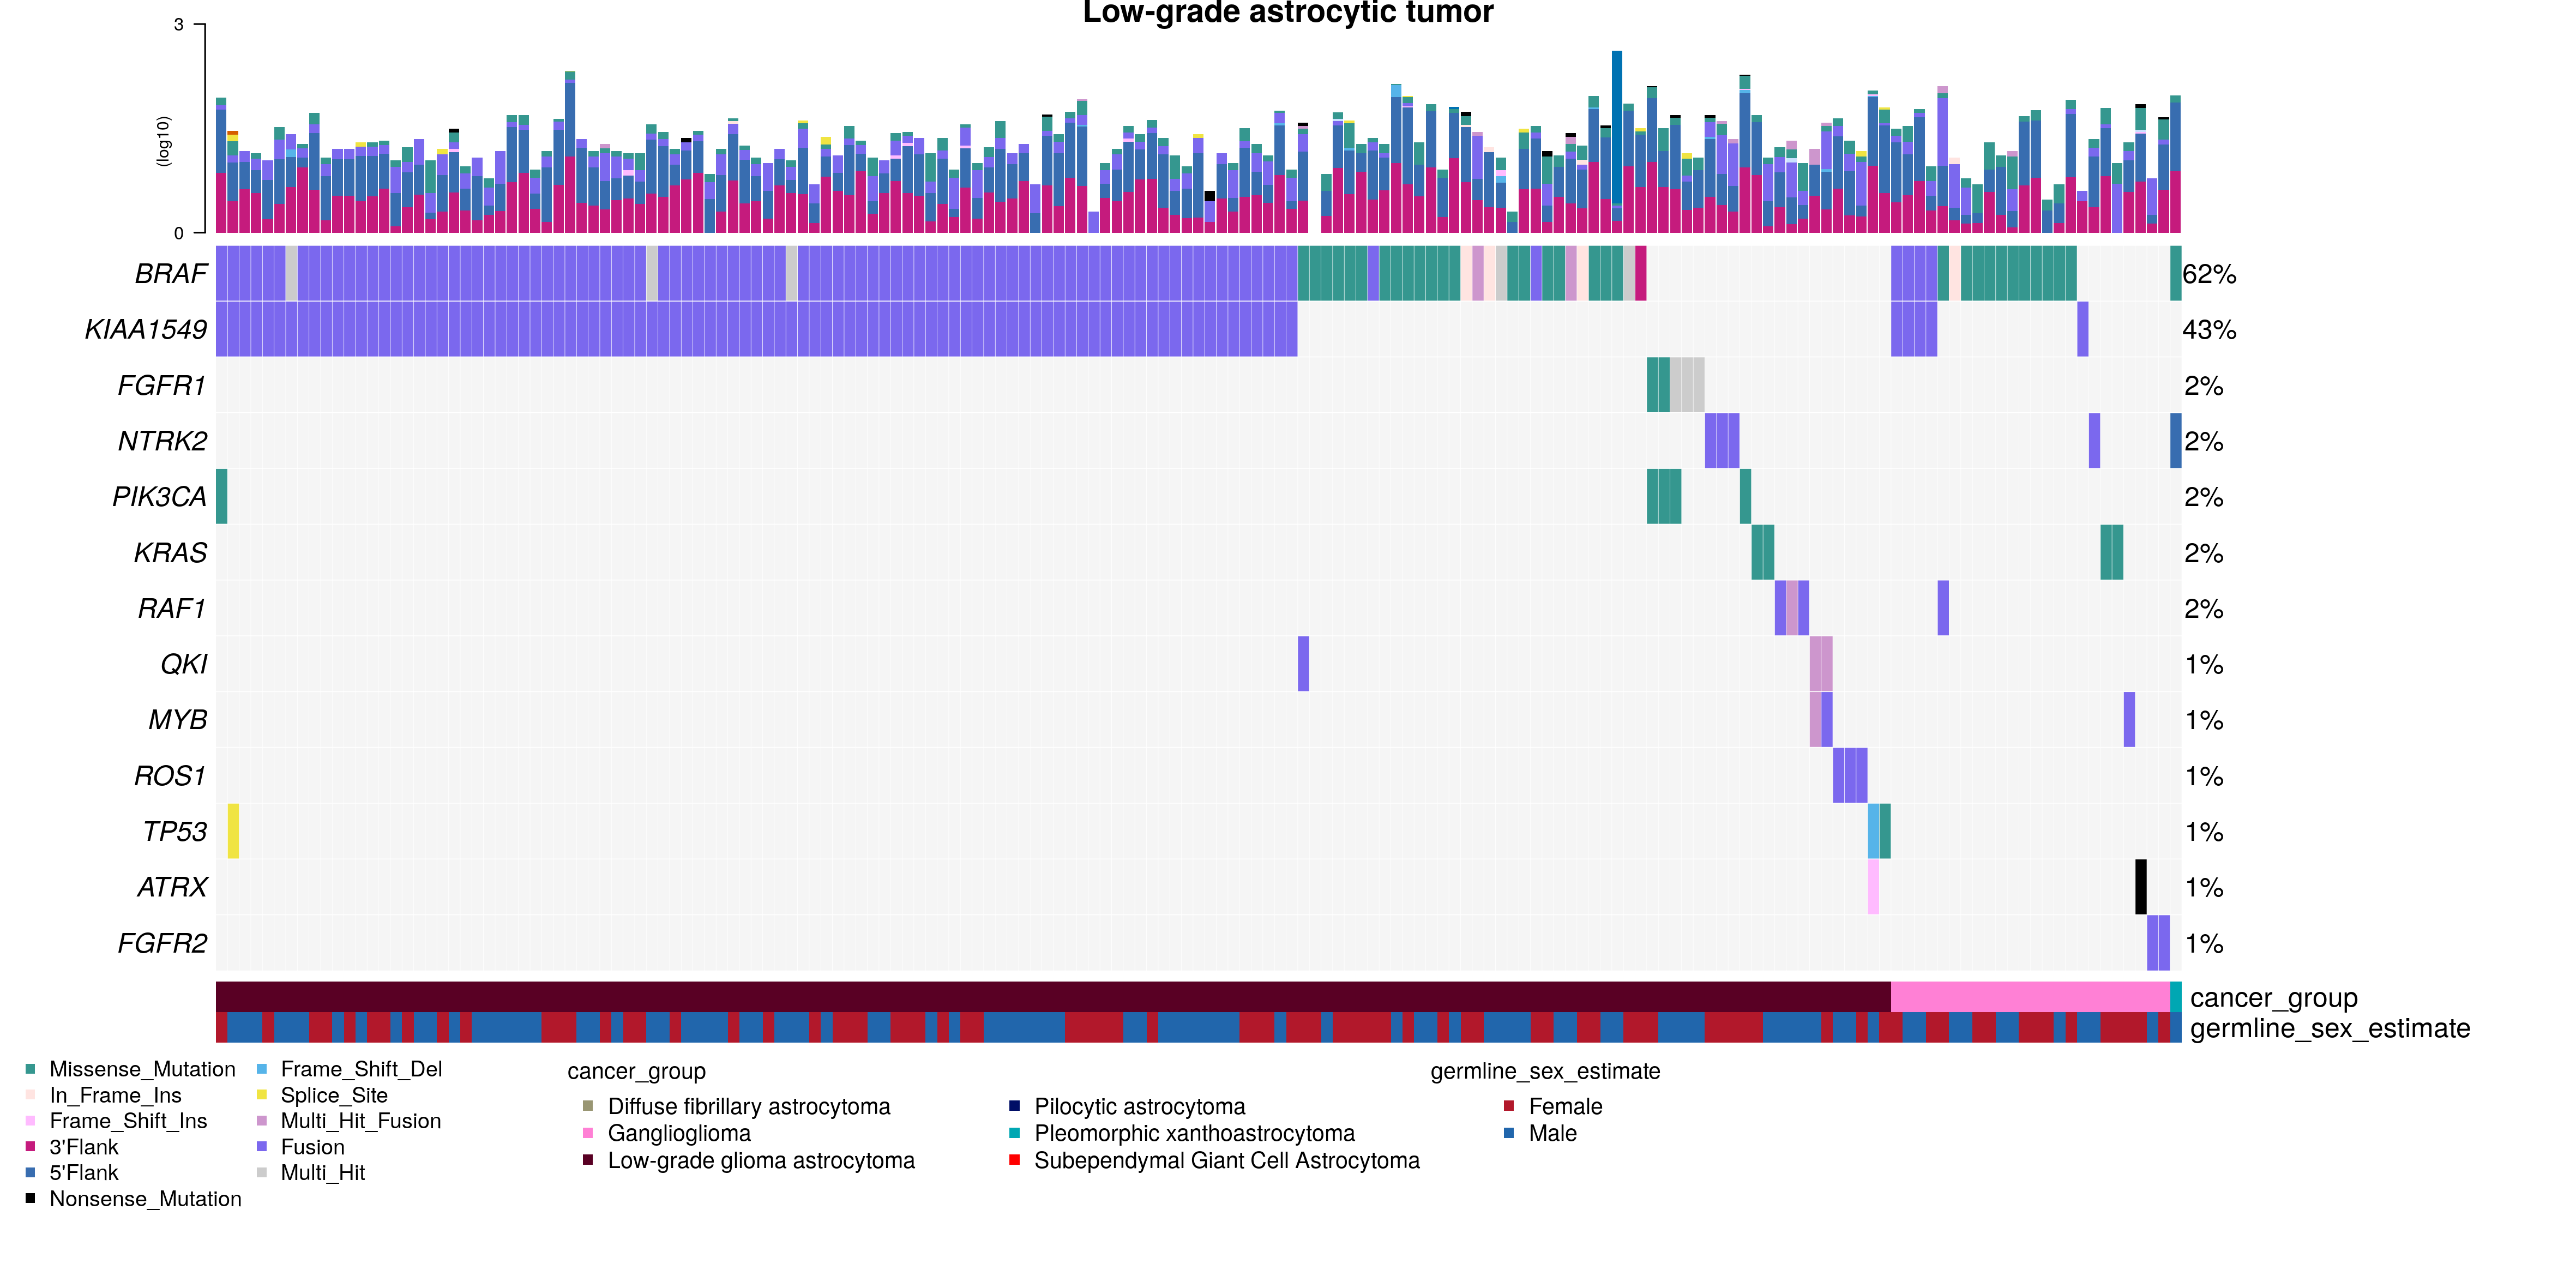 Low-grade astrocytic tumor
3
(log10)
0
BRAF 62%
KIAA1549 43%
FGFR1 2%
NTRK2 2%
PIK3CA 2%
KRAS 2%
RAF1 2%
QKI 1%
MYB 1%
ROS1 1%
TP53 1%
ATRX 1%
FGFR2 1%
cancer_group
germline_sex_estimate
Missense_Mutation
In_Frame_Ins
Frame_Shift_Ins
3'Flank
5'Flank
Nonsense_Mutation
Frame_Shift_Del
Splice_Site
Multi_Hit_Fusion
Fusion
Multi_Hit
cancer_group
Diffuse fibrillary astrocytoma
Ganglioglioma
Low-grade glioma astrocytoma
Pilocytic astrocytoma
Pleomorphic xanthoastrocytoma
Subependymal Giant Cell Astrocytoma
germline_sex_estimate
Female
Male